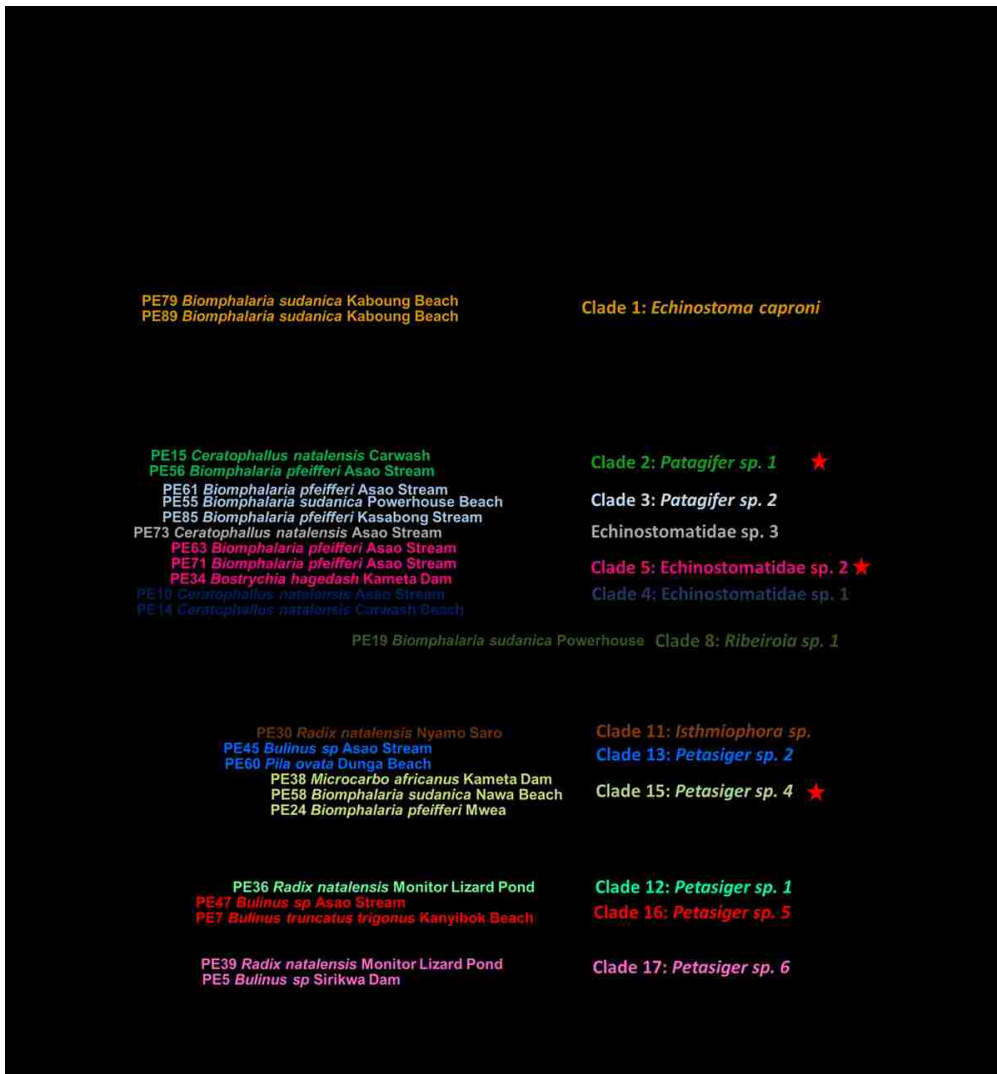 PE79 Biomphalaria sudanica Kaboung Beach
PE89 Biomphalaria sudanica Kaboung Beach
Clade 1: Echinostoma caproni
PE15 Ceratophallus natalensis Carwash
PE56 Biomphalaria pfeifferi Asao Stream
Clade 2: Patagifer sp. 1
PE61 Biomphalaria pfeifferi Asao Stream
PE55 Biomphalaria sudanica Powerhouse Beach
PE85 Biomphalaria pfeifferi Kasabong Stream
Clade 3: Patagifer sp. 2
PE73 Ceratophallus natalensis Asao Stream
Echinostomatidae sp. 3
PE63 Biomphalaria pfeifferi Asao Stream
PE71 Biomphalaria pfeifferi Asao Stream
PE34 Bostrychia hagedash Kameta Dam
Clade 5: Echinostomatidae sp. 2
PE10 Ceratophallus natalensis Asao Stream
PE14 Ceratophallus natalensis Carwash Beach
Clade 4: Echinostomatidae sp. 1
PE19 Biomphalaria sudanica Powerhouse
Clade 8: Ribeiroia sp. 1
PE30 Radix natalensis Nyamo Saro
Clade 11: Isthmiophora sp.
PE45 Bulinus sp Asao Stream
PE60 Pila ovata Dunga Beach
Clade 13: Petasiger sp. 2
PE38 Microcarbo africanus Kameta Dam
PE58 Biomphalaria sudanica Nawa Beach
PE24 Biomphalaria pfeifferi Mwea
Clade 15: Petasiger sp. 4
PE36 Radix natalensis Monitor Lizard Pond
Clade 12: Petasiger sp. 1
PE47 Bulinus sp Asao Stream
PE7 Bulinus truncatus trigonus Kanyibok Beach
Clade 16: Petasiger sp. 5
PE39 Radix natalensis Monitor Lizard Pond
PE5 Bulinus sp Sirikwa Dam
Clade 17: Petasiger sp. 6